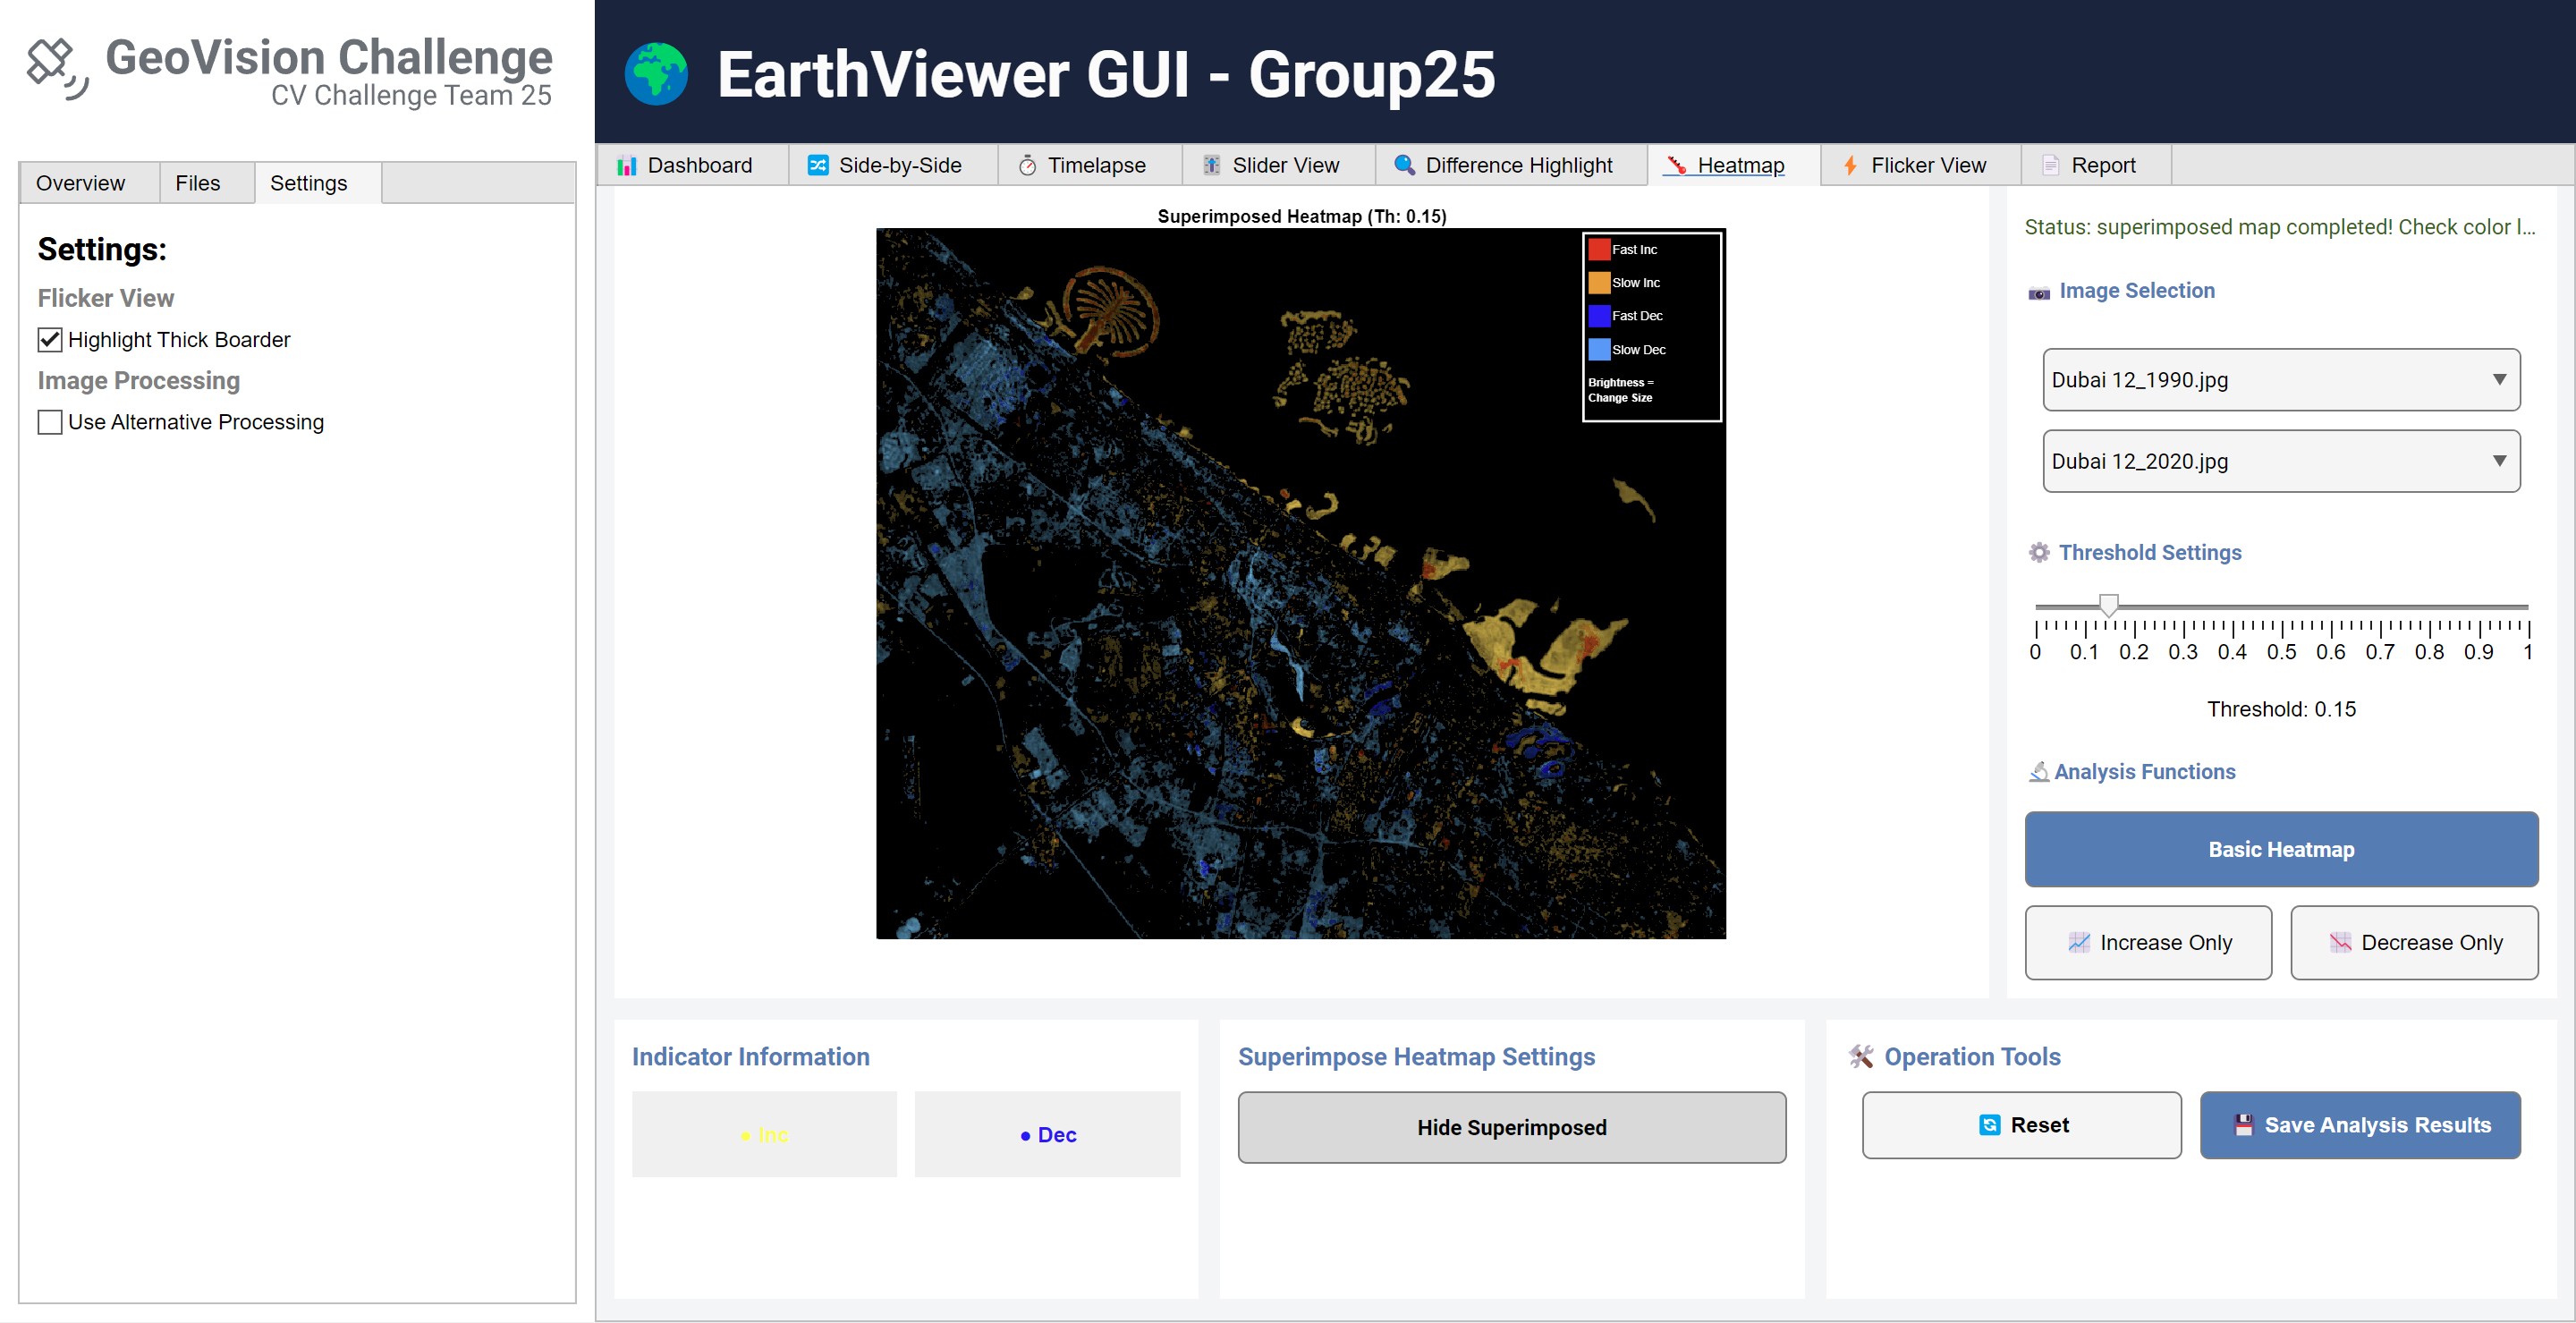 GeoVision Challenge
CV Challenge Team 25
EarthViewer GUI - Group25
Overview
Files
Settings
Settings:
Flicker View
Highlight Thick Boarder
Image Processing
Use Alternative Processing
Dashboard
Side-by-Side
Timelapse
Slider View
Difference Highlight
Heatmap
Flicker View
Report
Superimposed Heatmap (Th: 0.15)
Fast Inc
Slow Inc
Fast Dec
Slow Dec
Brightness =
Change Size
Status: superimposed map completed! Check color l...
Image Selection
Dubai 12_1990.jpg
Dubai 12_2020.jpg
Threshold Settings
0 0.1 0.2 0.3 0.4 0.5 0.6 0.7 0.8 0.9 1
Threshold: 0.15
Analysis Functions
Basic Heatmap
Increase Only
Decrease Only
Indicator Information
• Inc
• Dec
Superimpose Heatmap Settings
Hide Superimposed
Operation Tools
Reset
Save Analysis Results